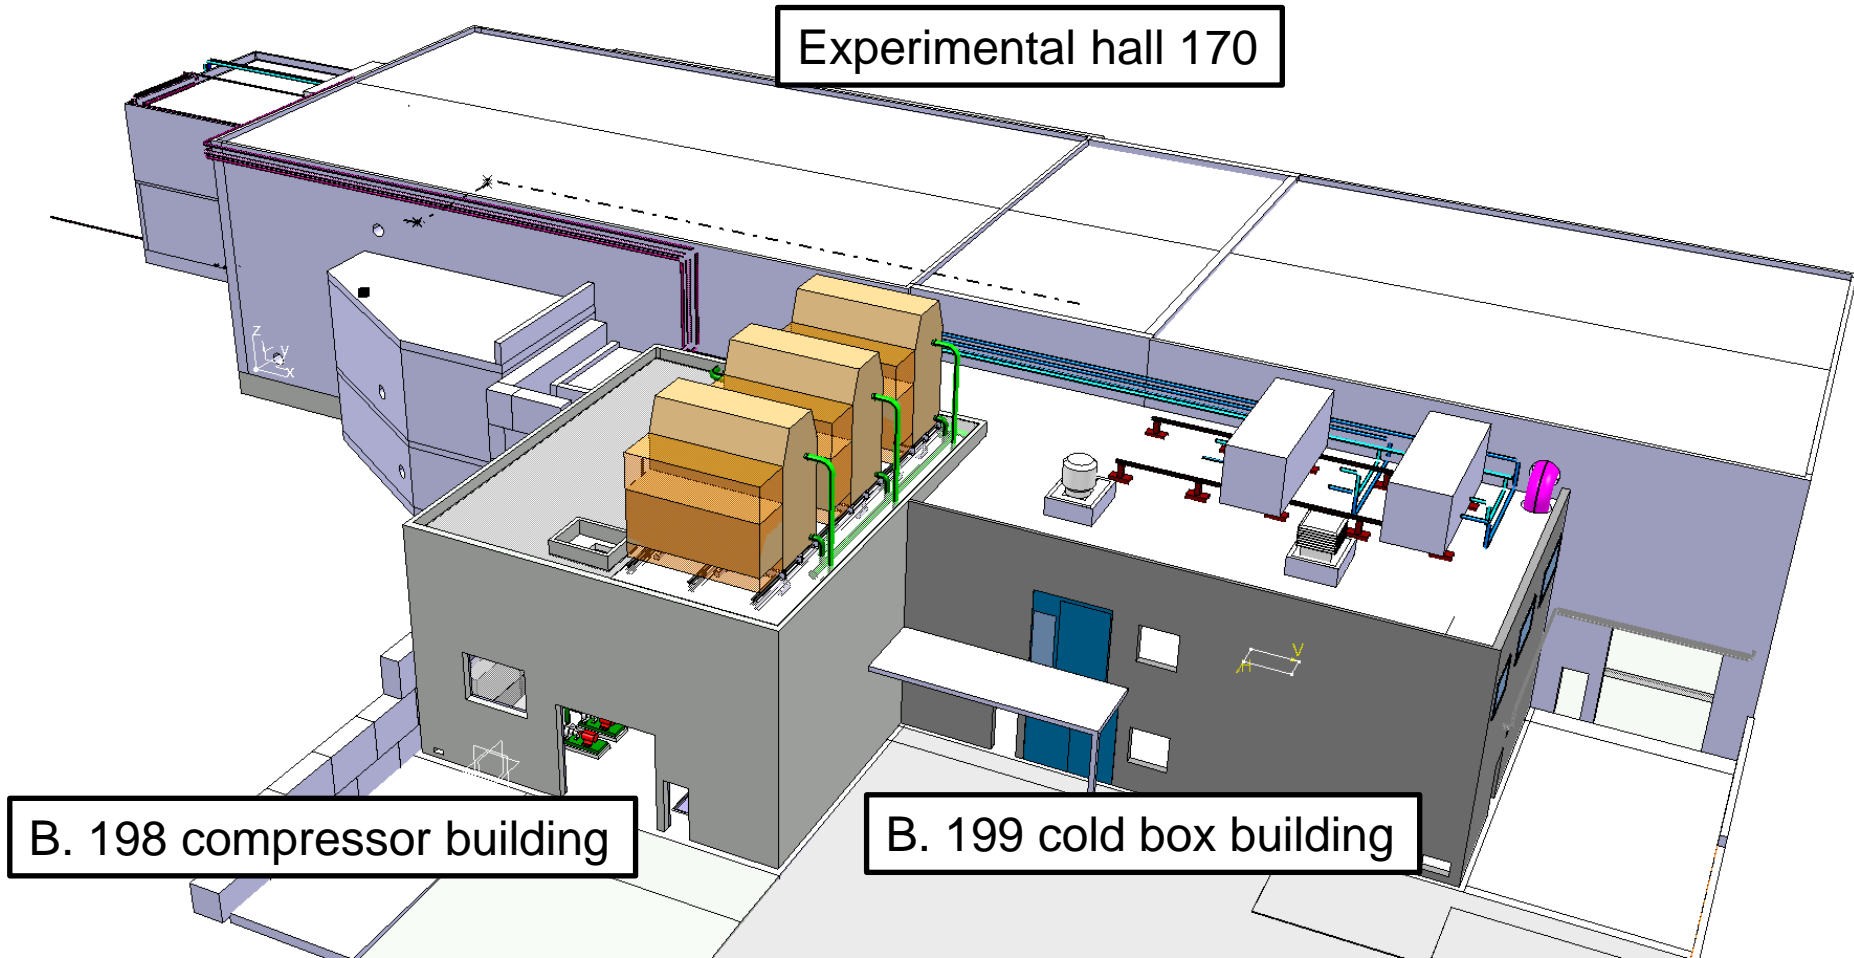 Experimental hall 170
z
y
x
V
H
B. 198 compressor building
B. 199 cold box building